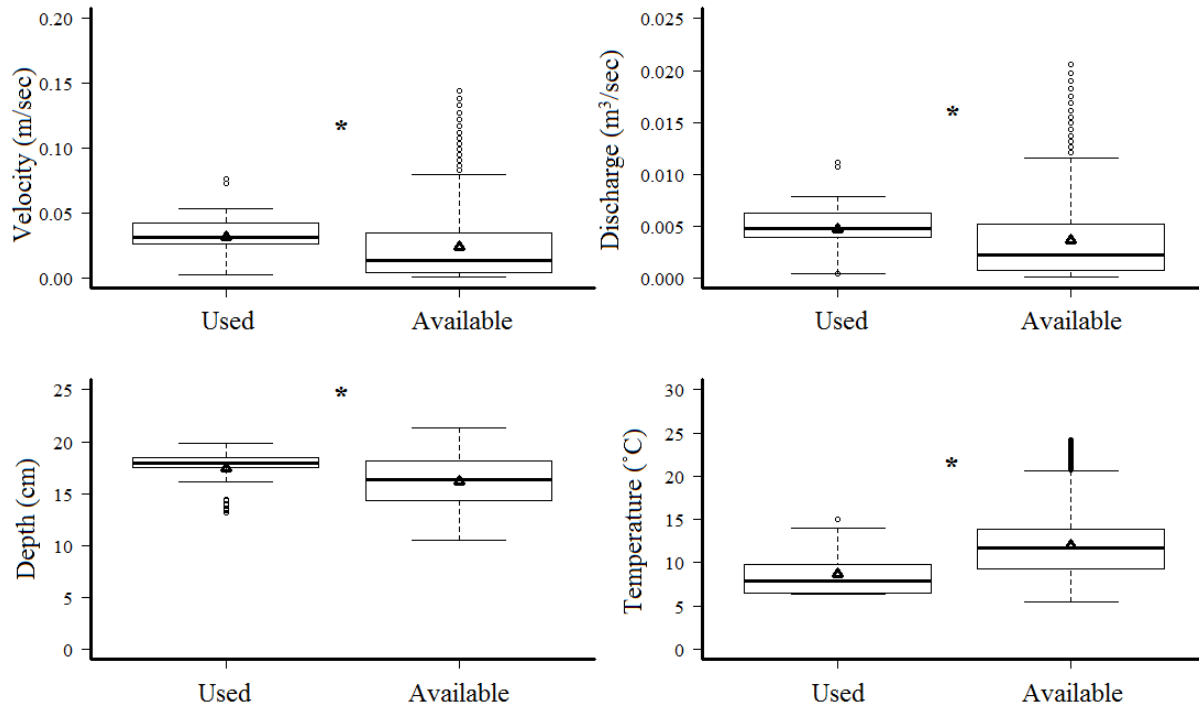 Velocity (m/sec)
0.20
0.15
0.10
0.05
0.00
*
Used
Available
Discharge (m³/sec)
0.025
0.020
0.015
0.010
0.005
0.000
*
Used
Available
Depth (cm)
25
20
15
10
5
0
*
Used
Available
Temperature (°C)
30
25
20
15
10
5
0
*
Used
Available